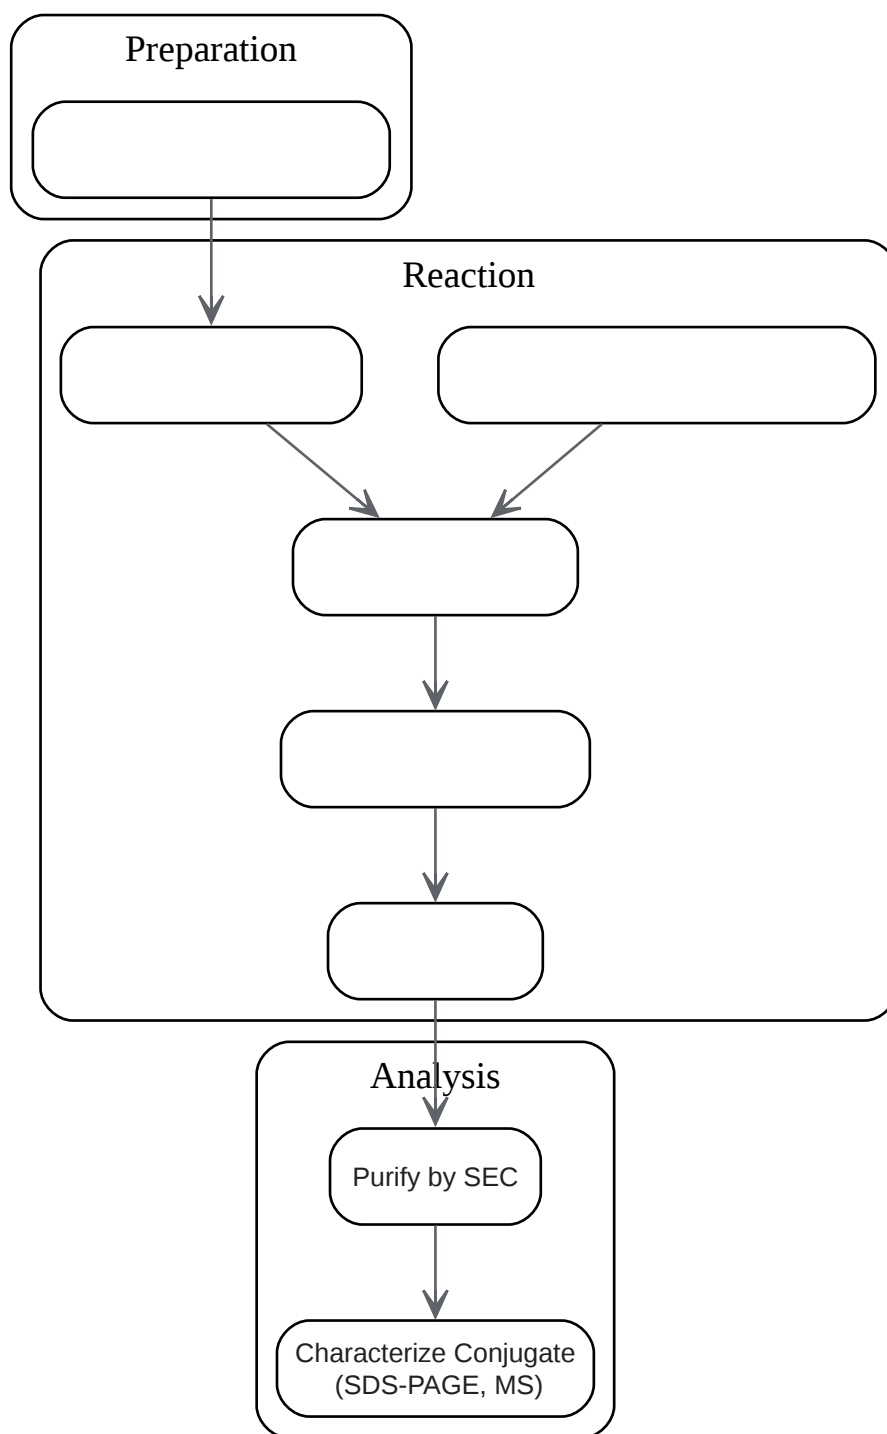 Preparation
Reaction
Analysis
Purify by SEC
Characterize Conjugate
(SDS-PAGE, MS)